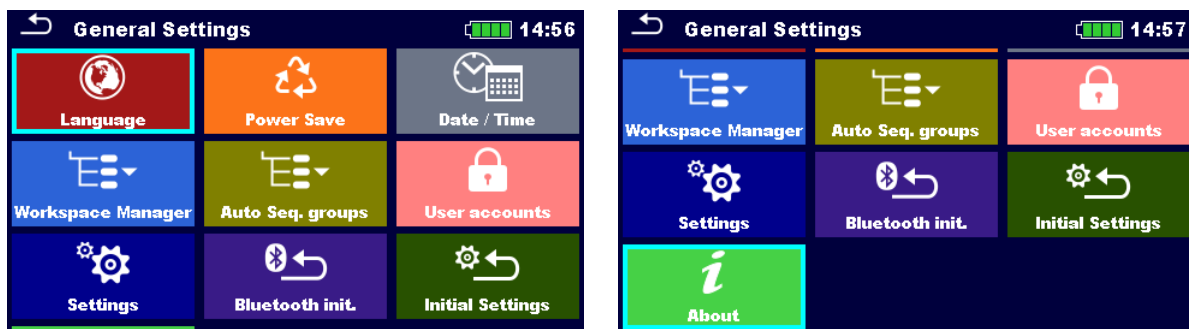 General Settings 14:56
Language Power Save Date / Time
Workspace Manager Auto Seq. groups User accounts
Settings Bluetooth init. Initial Settings
General Settings 14:57
Workspace Manager Auto Seq. groups User accounts
Settings Bluetooth init. Initial Settings
About